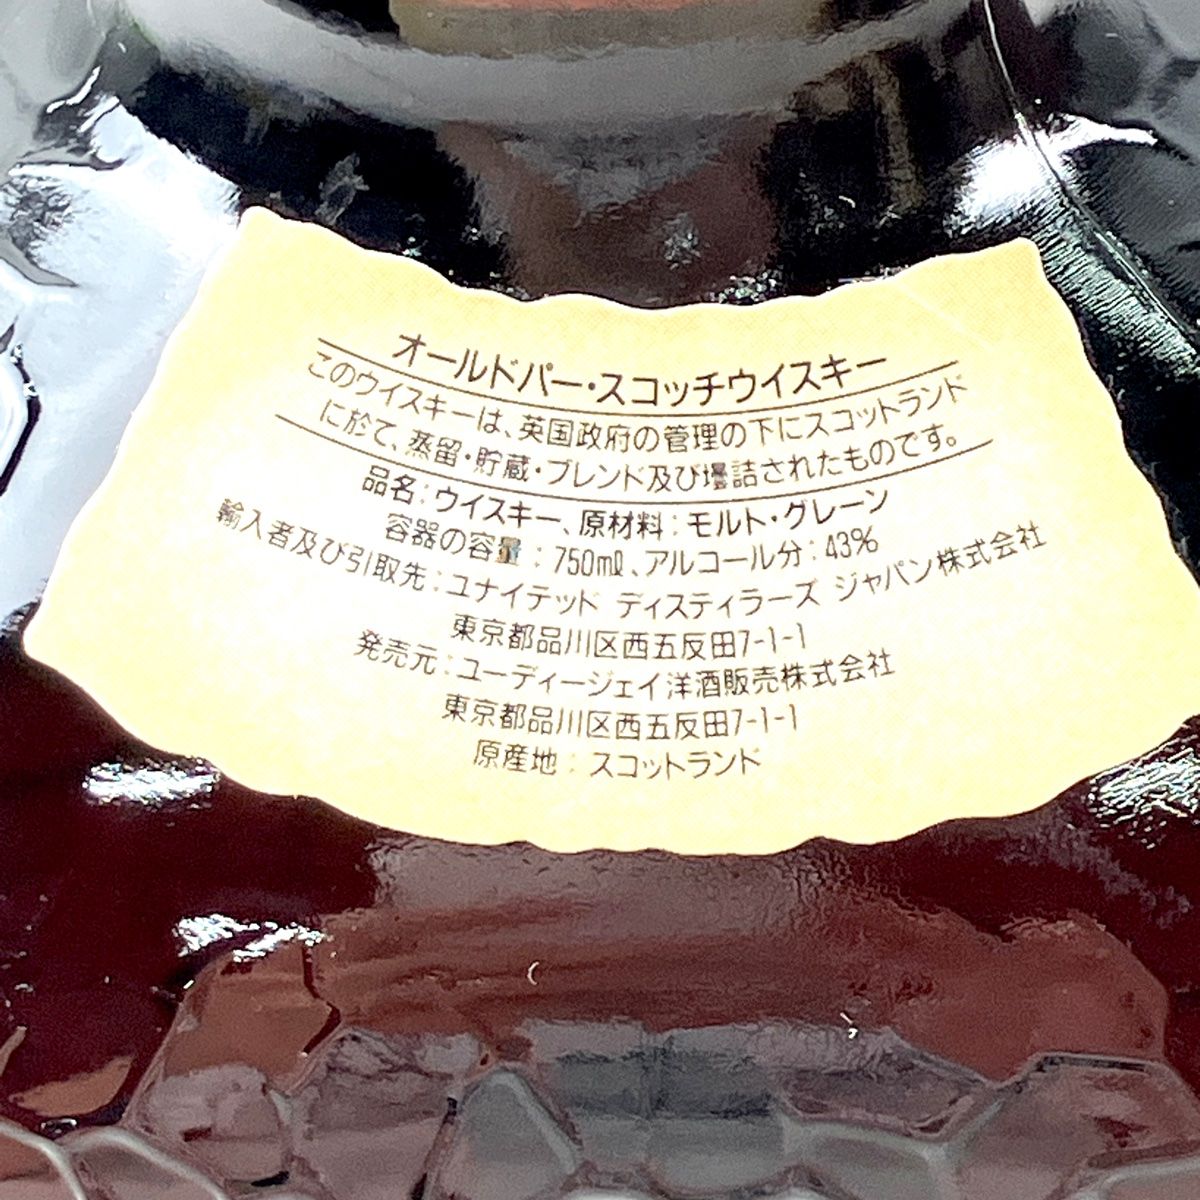 オールドパー・スコッチウイスキー
このウイスキーは、英国政府の管理の下にスコットランド
に於て、蒸留・貯蔵・ブレンド及び壜詰されたものです。
品名：ウイスキー、原材料：モルト・グレーン
容器の容量：750mℓ、アルコール分：43%
輸入者及び引取先：ユナイテッド ディスティラーズ ジャパン株式会社
東京都品川区西五反田7-1-1
発売元：ユーディージェイ洋酒販売株式会社
東京都品川区西五反田7-1-1
原産地：スコットランド